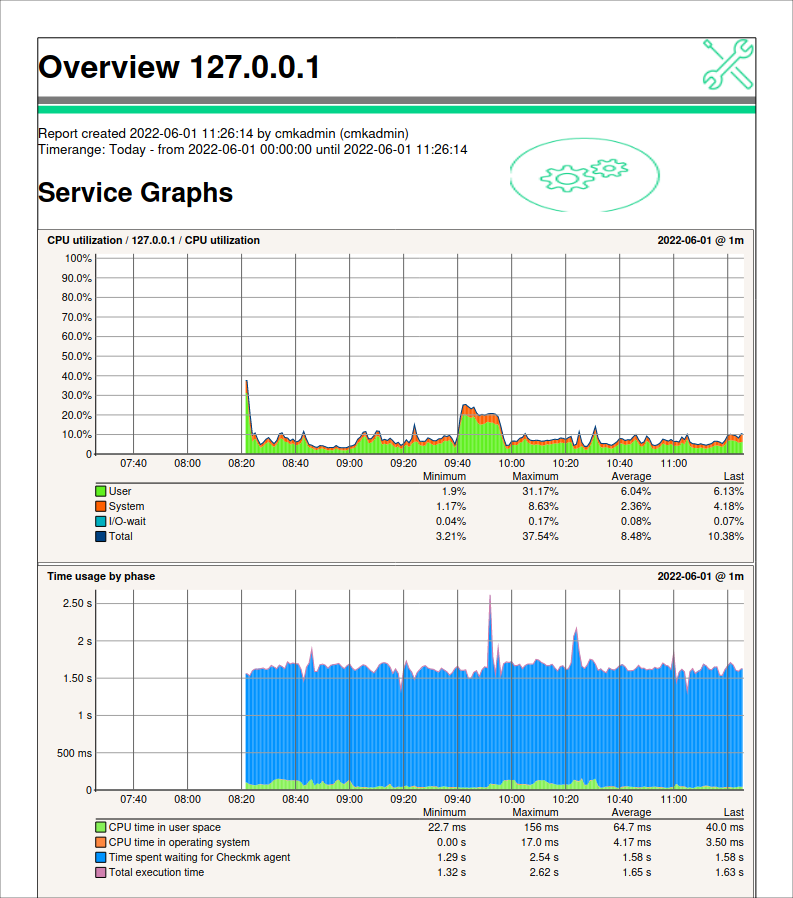 Overview 127.0.0.1
Report created 2022-06-01 11:26:14 by cmkadmin (cmkadmin)
Timerange: Today - from 2022-06-01 00:00:00 until 2022-06-01 11:26:14
Service Graphs
CPU utilization / 127.0.0.1 / CPU utilization 2022-06-01 @ 1m
100%
90.0%
80.0%
70.0%
60.0%
50.0%
40.0%
30.0%
20.0%
10.0%
0
07:40 08:00 08:20 08:40 09:00 09:20 09:40 10:00 10:20 10:40 11:00
Minimum Maximum Average Last
User 1.9% 31.17% 6.04% 6.13%
System 1.17% 8.63% 2.36% 4.18%
I/O-wait 0.04% 0.17% 0.08% 0.07%
Total 3.21% 37.54% 8.48% 10.38%
Time usage by phase 2022-06-01 @ 1m
2.50 s
2 s
1.50 s
1 s
500 ms
0
07:40 08:00 08:20 08:40 09:00 09:20 09:40 10:00 10:20 10:40 11:00
Minimum Maximum Average Last
CPU time in user space 22.7 ms 156 ms 64.7 ms 40.0 ms
CPU time in operating system 0.00 s 17.0 ms 4.17 ms 3.50 ms
Time spent waiting for Checkmk agent 1.29 s 2.54 s 1.58 s 1.58 s
Total execution time 1.32 s 2.62 s 1.65 s 1.63 s